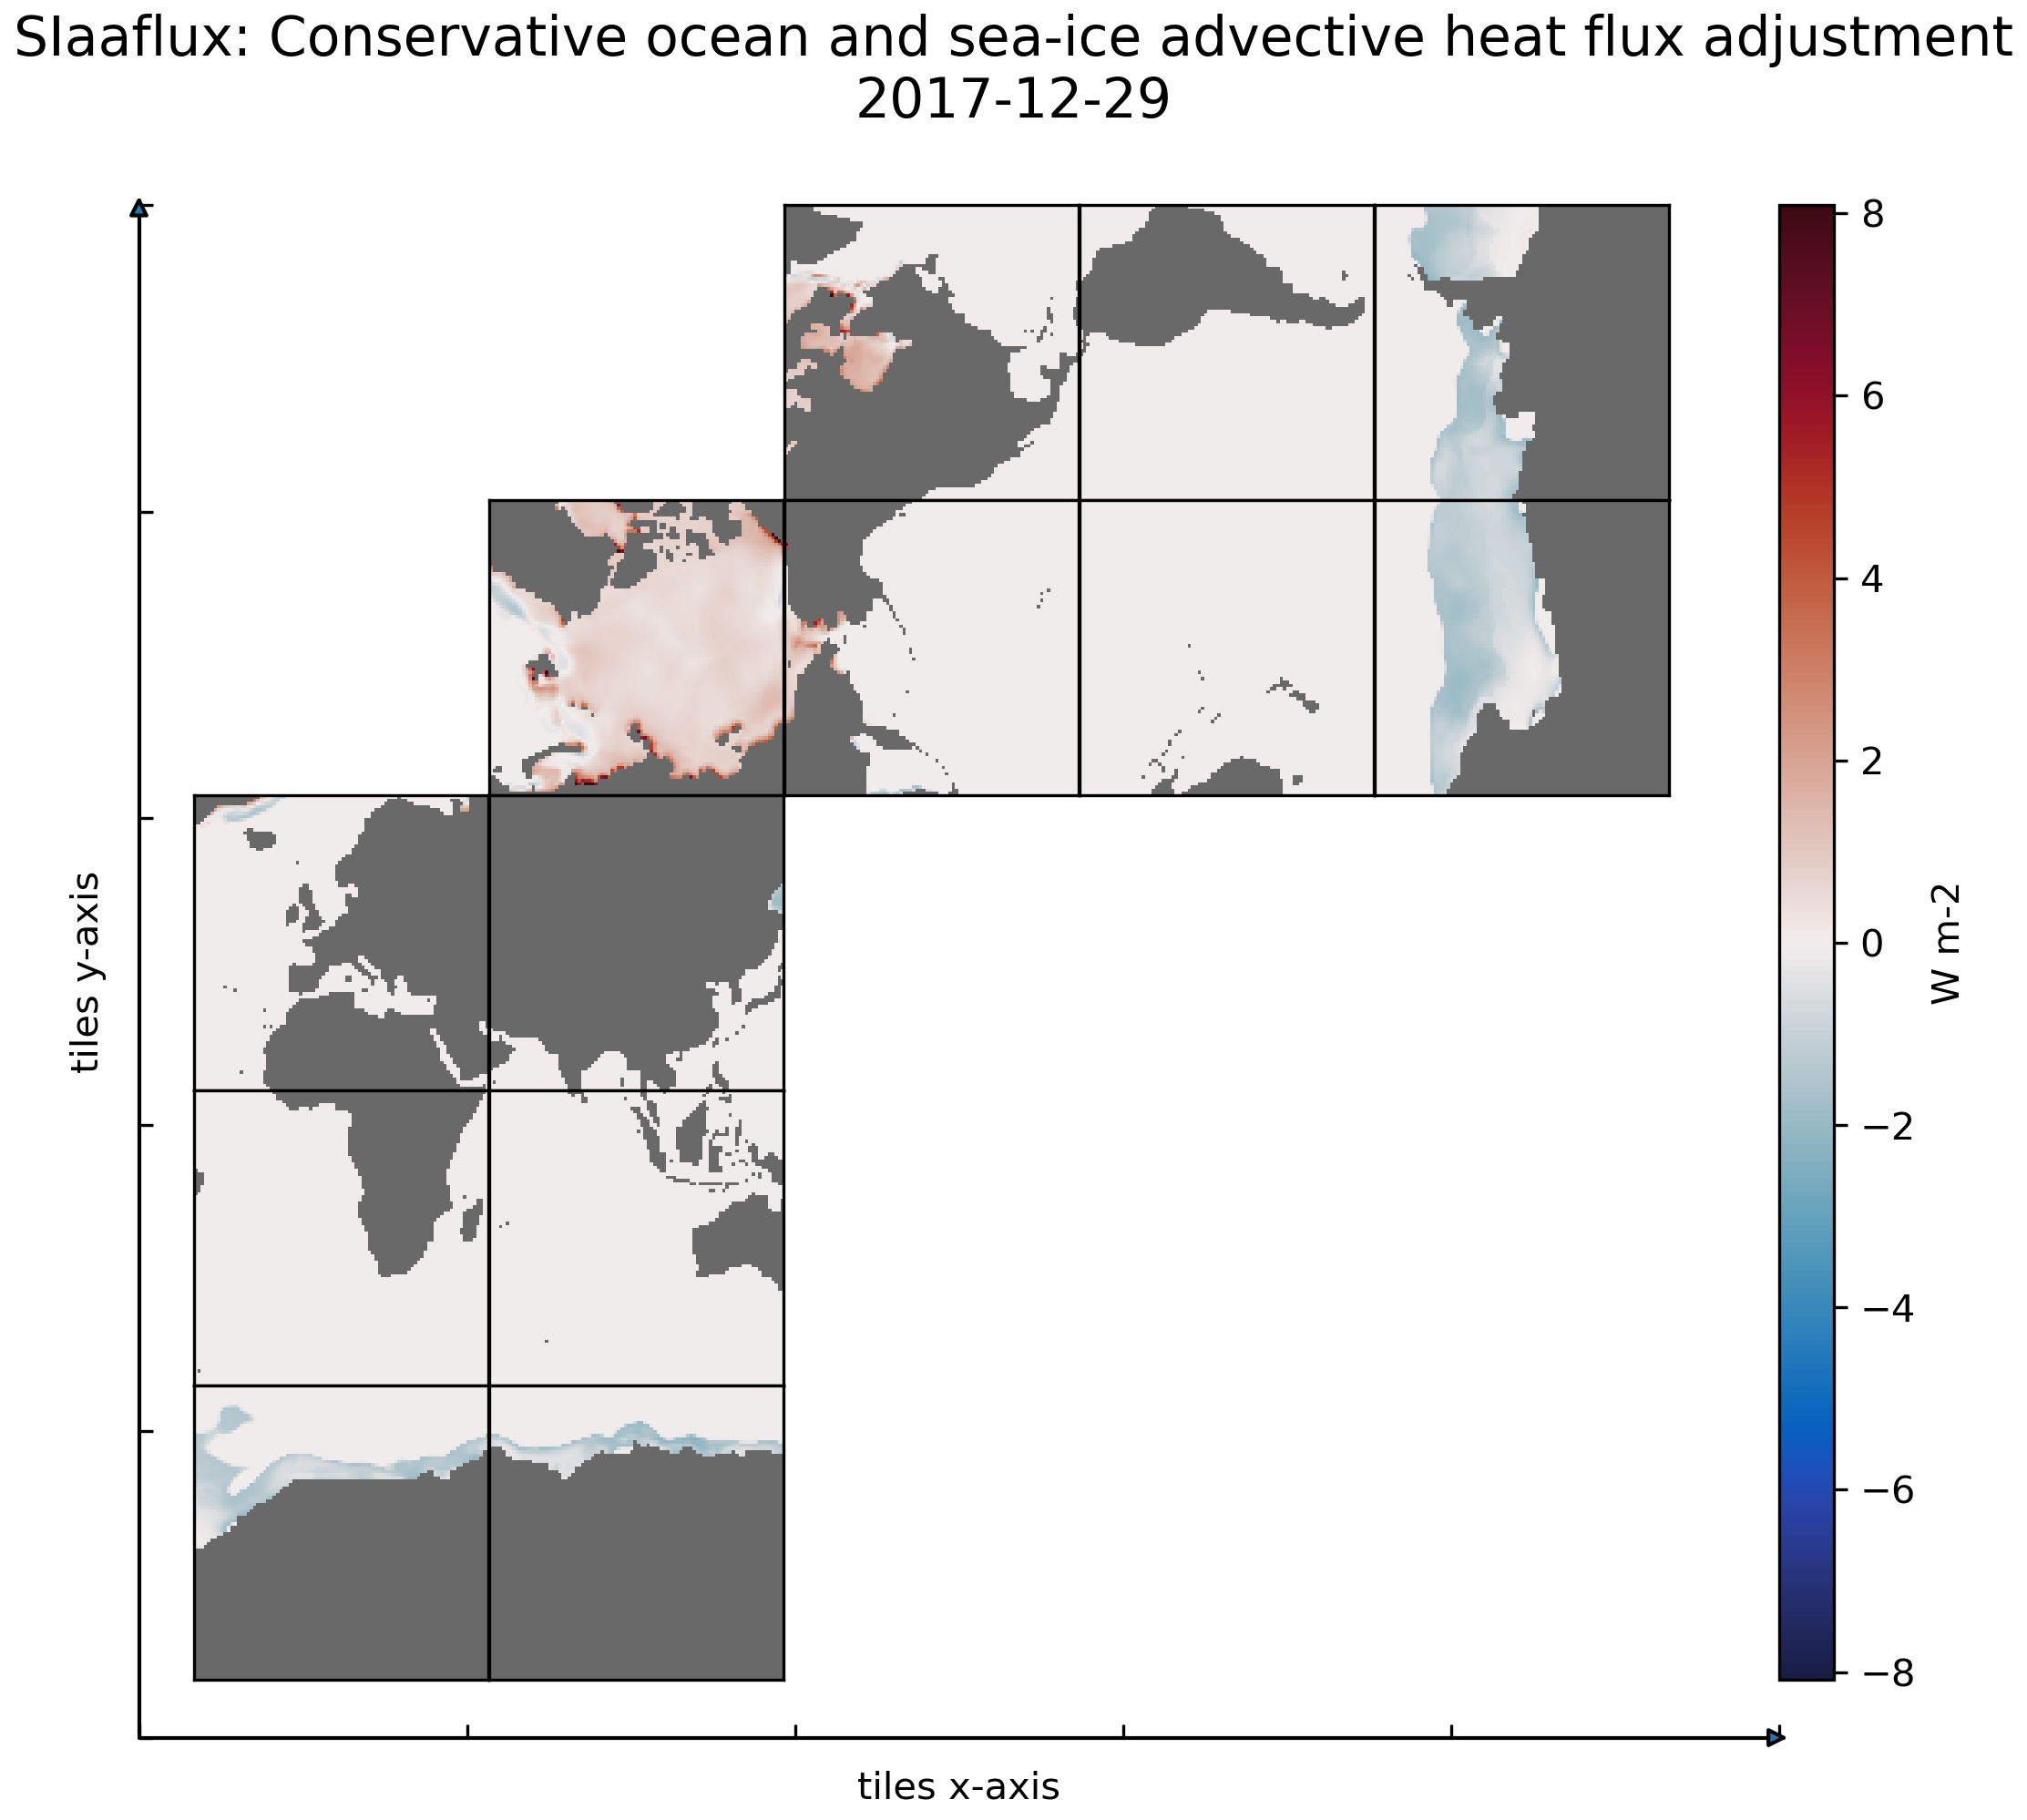 SIaaflux: Conservative ocean and sea-ice advective heat flux adjustment
2017-12-29
8
6
4
2
0
−2
−4
−6
−8
W m-2
tiles y-axis
tiles x-axis